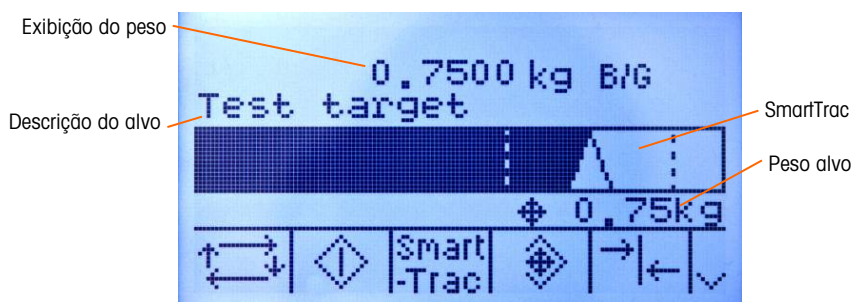 Exibição do peso
0.7500 kg B/G
Test target
Descrição do alvo
SmartTrac
Peso alvo
0.75kg
Smart
-Trac